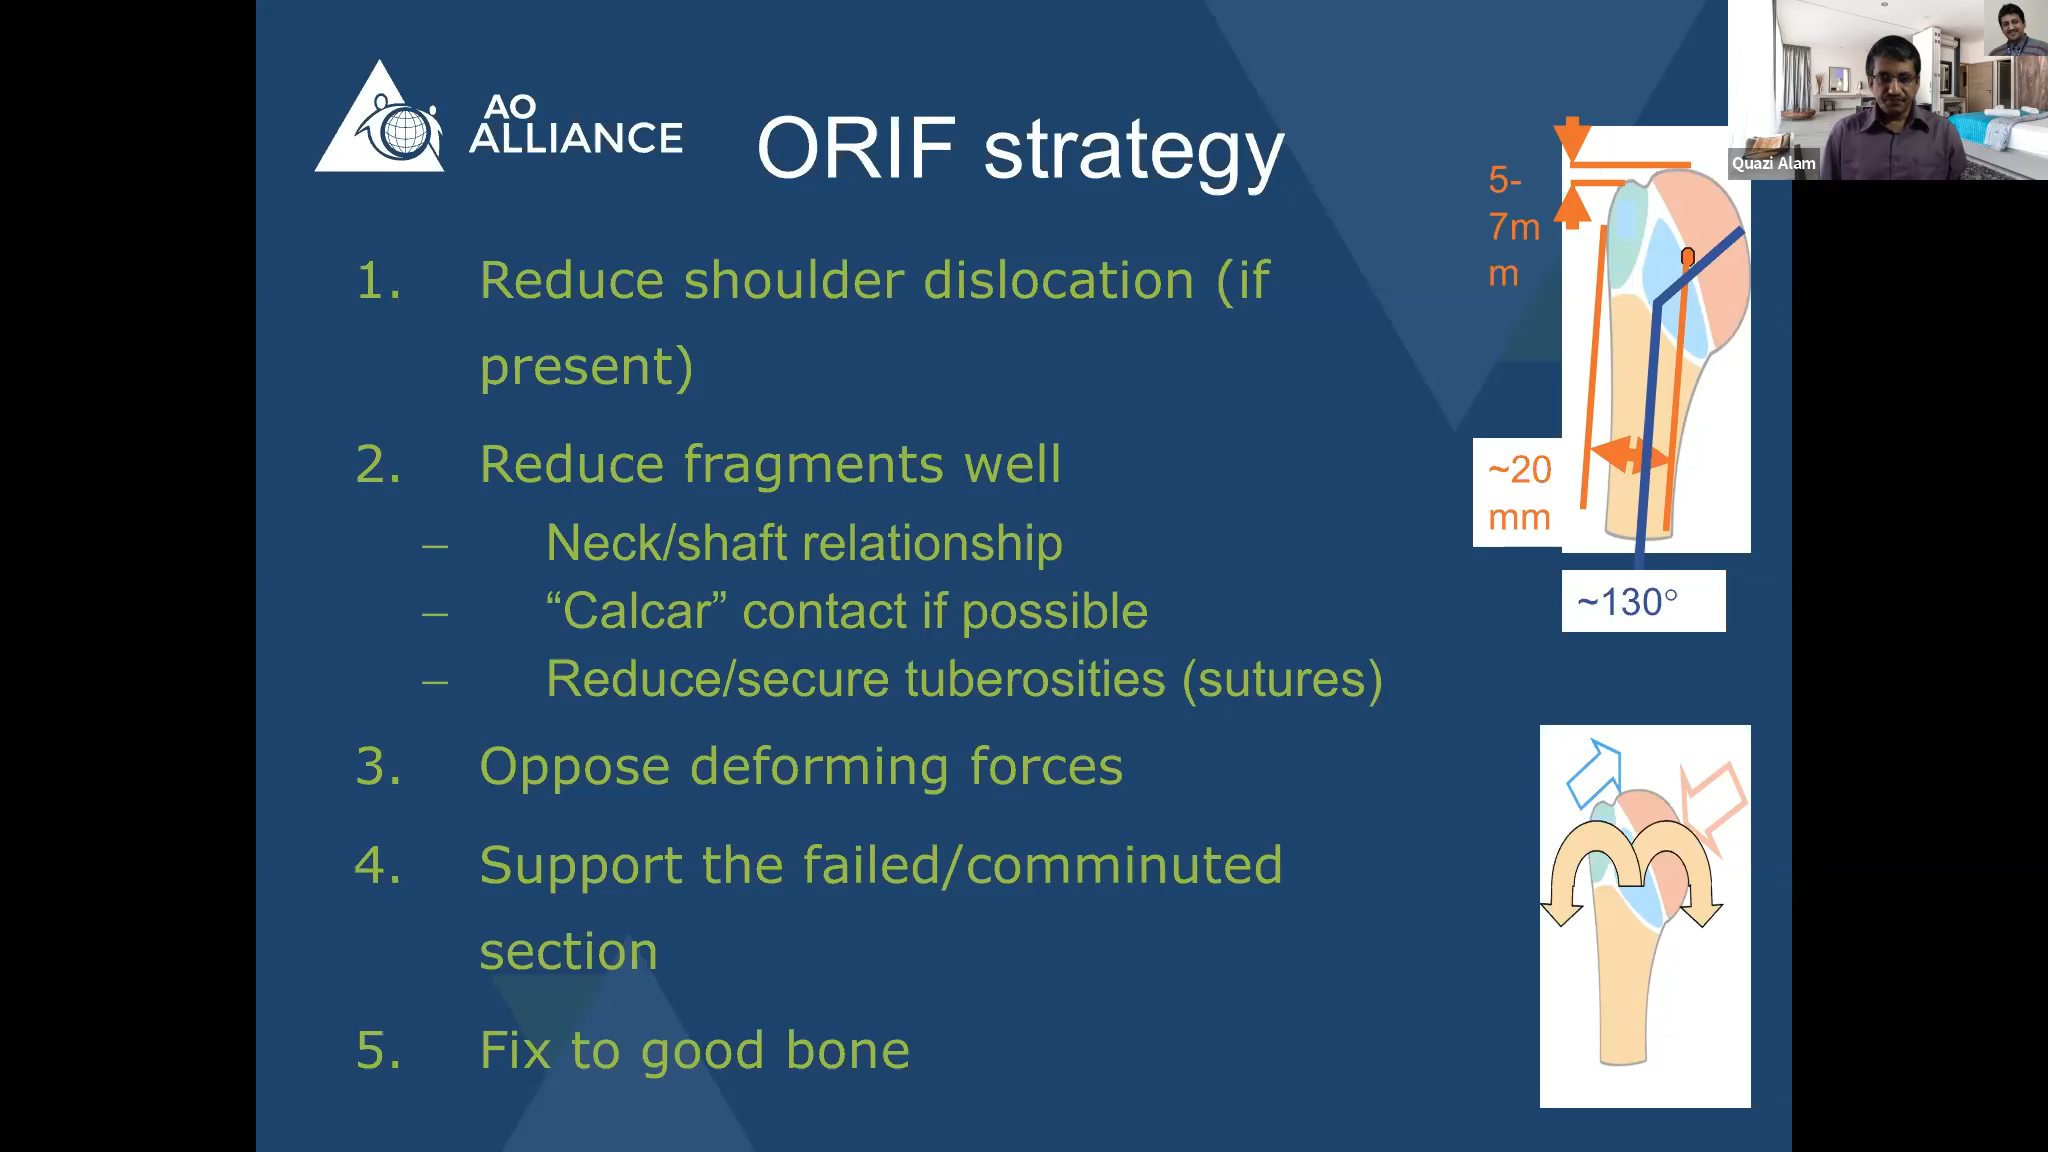 AO
ALLIANCE
ORIF strategy
1. Reduce shoulder dislocation (if
present)
2. Reduce fragments well
– Neck/shaft relationship
– “Calcar” contact if possible
– Reduce/secure tuberosities (sutures)
3. Oppose deforming forces
4. Support the failed/comminuted
section
5. Fix to good bone
5-
7m
m
~20
mm
~130°
Quazi Alam